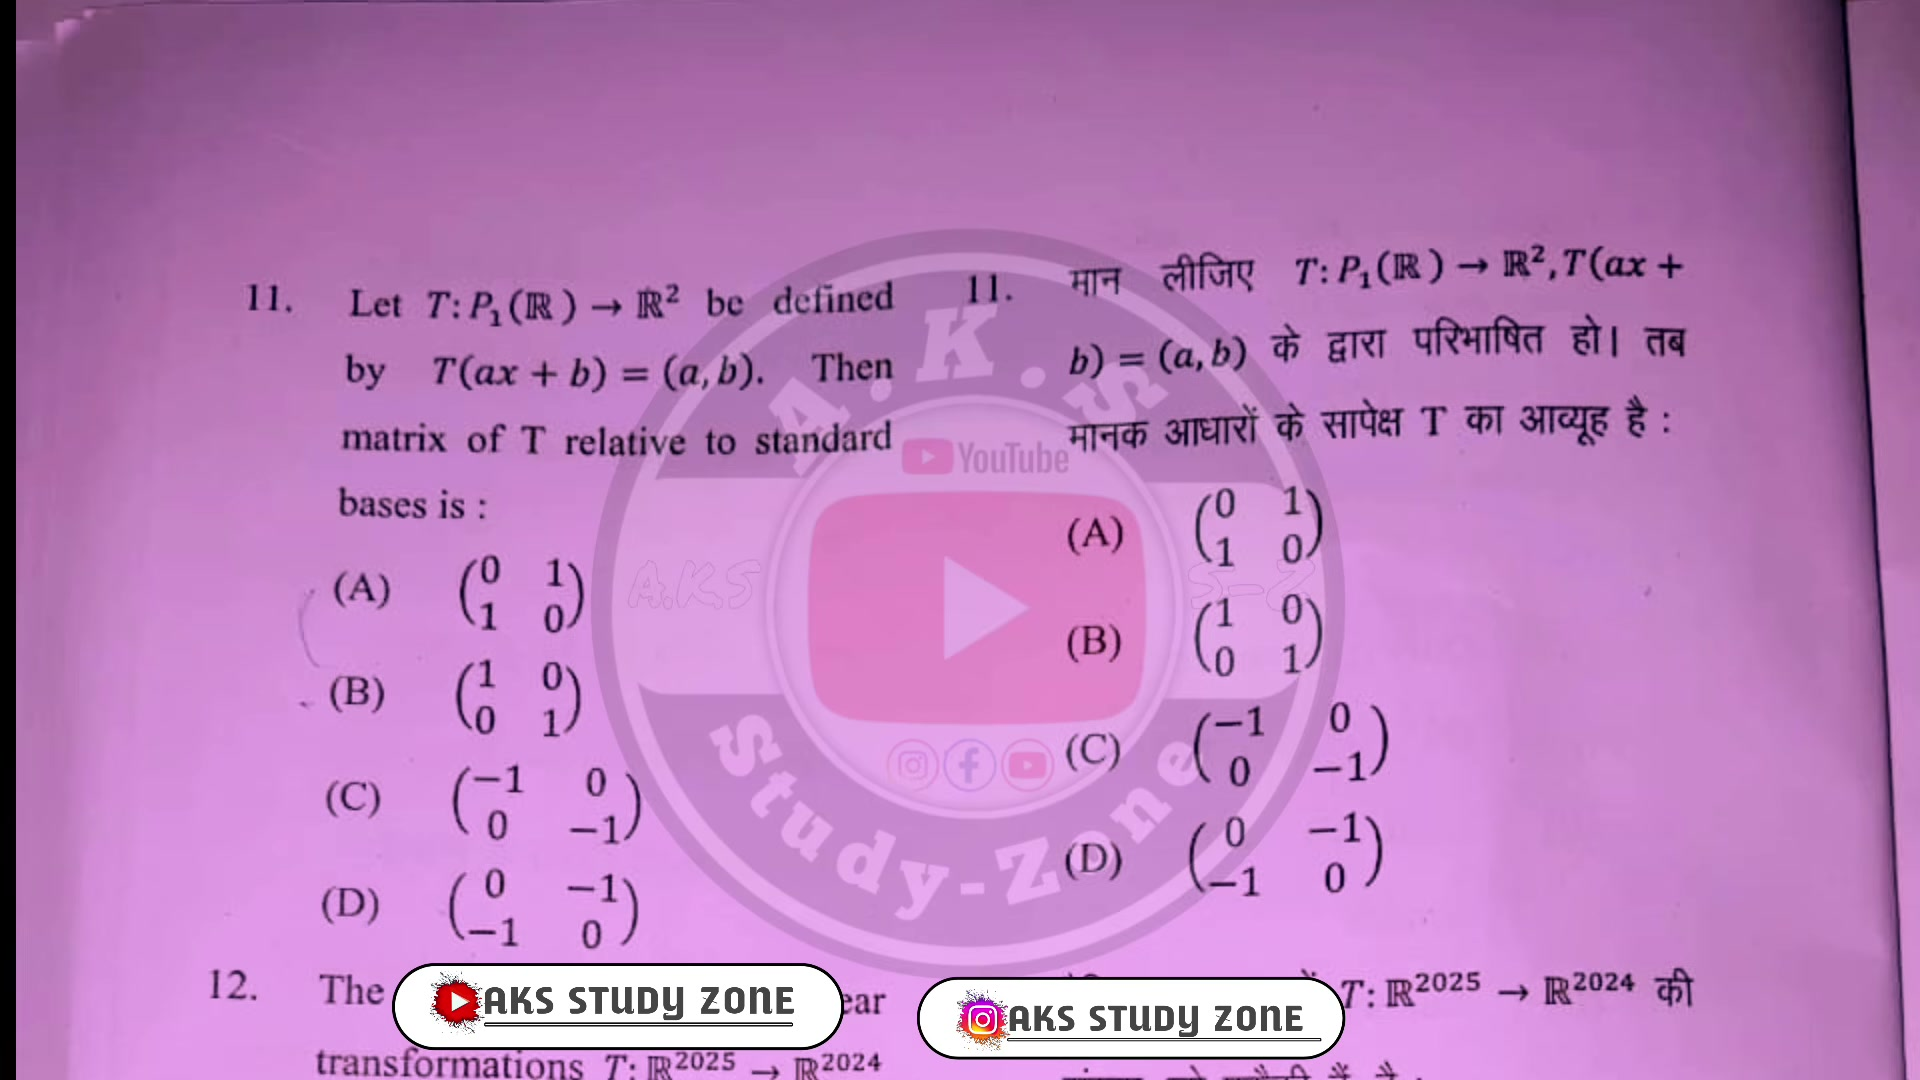 11. Let T: P₁(ℝ) → ℝ² be defined
by T(ax + b) = (a, b). Then
matrix of T relative to standard
bases is :
(A) (0 1
1 0)
(B) (1 0
0 1)
(C) (−1 0
0 −1)
(D) (0 −1
−1 0)
12. The
ear
transformations T: ℝ²⁰²⁵ → ℝ²⁰²⁴
11. मान लीजिए T: P₁(ℝ) → ℝ², T(ax +
b) = (a, b) के द्वारा परिभाषित हो। तब
मानक आधारों के सापेक्ष T का आव्यूह है :
(A) (0 1
1 0)
(B) (1 0
0 1)
(C) (−1 0
0 −1)
(D) (0 −1
−1 0)
T: ℝ²⁰²⁵ → ℝ²⁰²⁴ की
A.K.S
YouTube
A.K.S
S-Z
Study-Zone
AKS STUDY ZONE
AKS STUDY ZONE